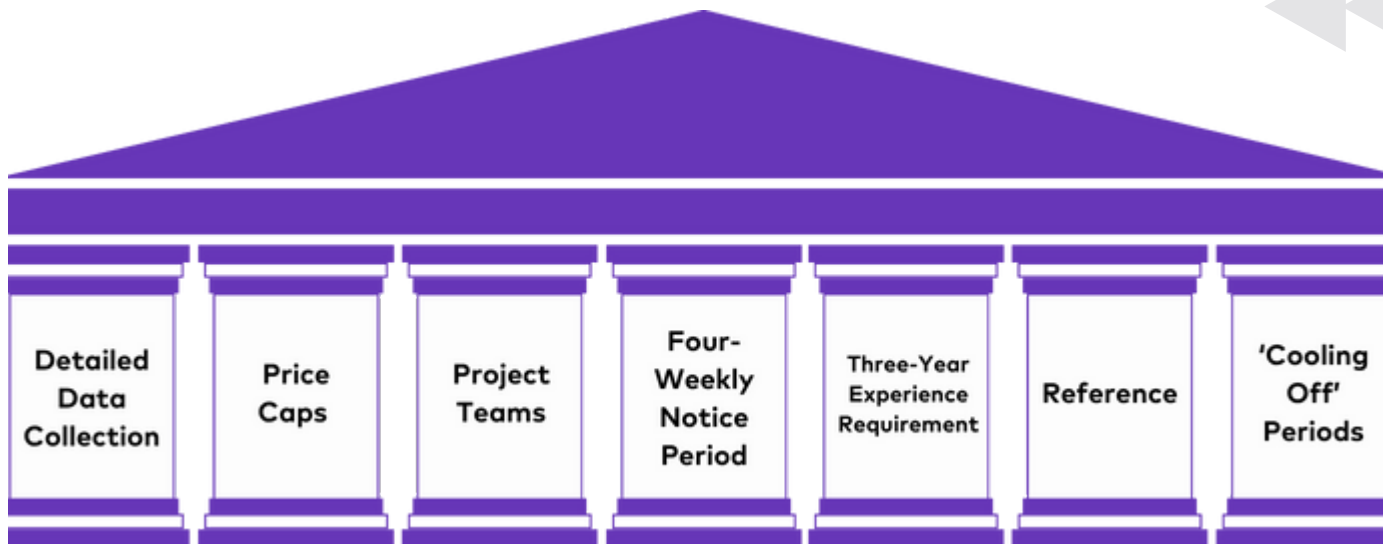 Detailed
Data
Collection
Price
Caps
Project
Teams
Four-
Weekly
Notice
Period
Three-Year
Experience
Requirement
Reference
‘Cooling
Off’
Periods